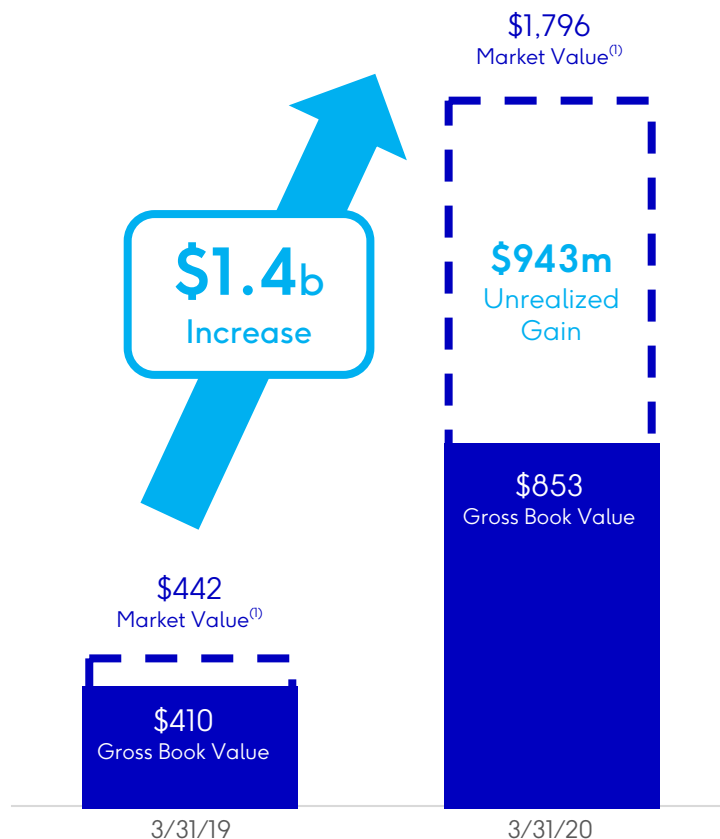 $1,796
Market Value(1)
$1.4b
Increase
$943m
Unrealized
Gain
$853
Gross Book Value
$442
Market Value(1)
$410
Gross Book Value
3/31/19
3/31/20